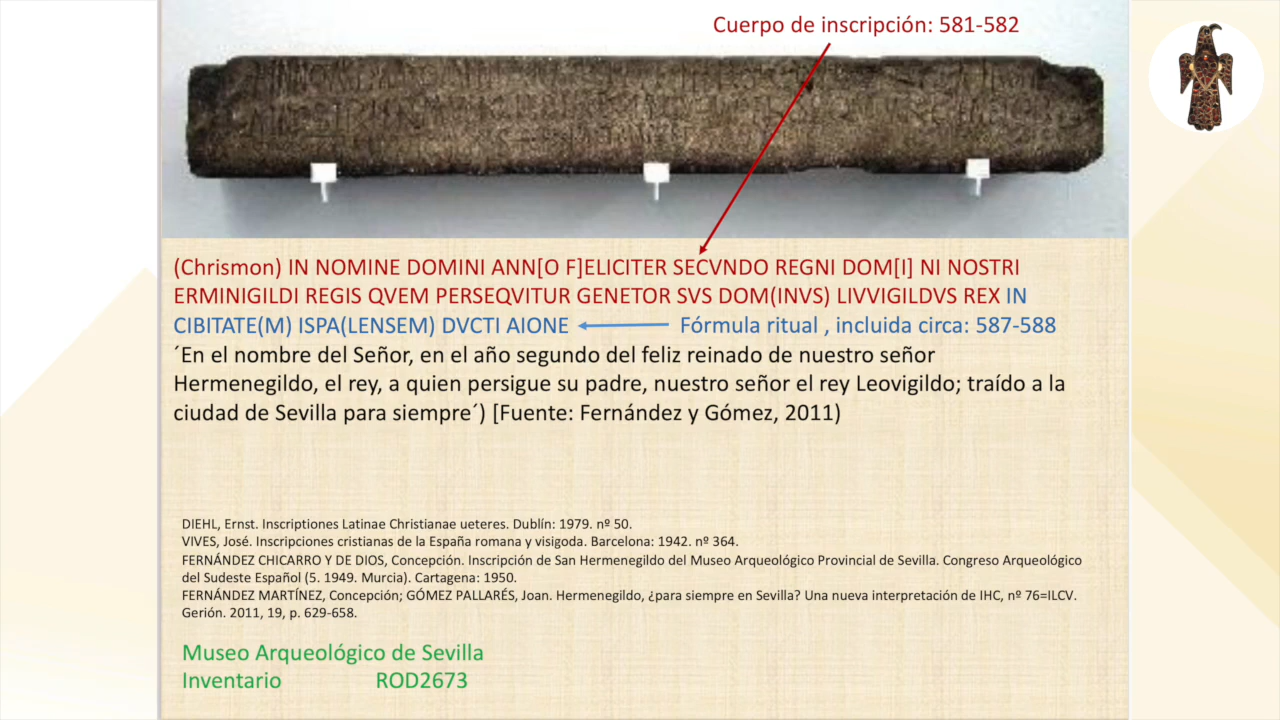 Cuerpo de inscripción: 581-582
(Chrismon) IN NOMINE DOMINI ANN[O F]ELICITER SECVNDO REGNI DOM[I] NI NOSTRI
ERMINIGILDI REGIS QVEM PERSEQVITUR GENETOR SVS DOM(INVS) LIVVIGILDVS REX IN
CIBITATE(M) ISPA(LENSEM) DVCTI AIONE Fórmula ritual , incluida circa: 587-588
´En el nombre del Señor, en el año segundo del feliz reinado de nuestro señor
Hermenegildo, el rey, a quien persigue su padre, nuestro señor el rey Leovigildo; traído a la
ciudad de Sevilla para siempre´) [Fuente: Fernández y Gómez, 2011)
DIEHL, Ernst. Inscriptiones Latinae Christianae ueteres. Dublín: 1979. nº 50.
VIVES, José. Inscripciones cristianas de la España romana y visigoda. Barcelona: 1942. nº 364.
FERNÁNDEZ CHICARRO Y DE DIOS, Concepción. Inscripción de San Hermenegildo del Museo Arqueológico Provincial de Sevilla. Congreso Arqueológico
del Sudeste Español (5. 1949. Murcia). Cartagena: 1950.
FERNÁNDEZ MARTÍNEZ, Concepción; GÓMEZ PALLARÉS, Joan. Hermenegildo, ¿para siempre en Sevilla? Una nueva interpretación de IHC, nº 76=ILCV.
Gerión. 2011, 19, p. 629-658.
Museo Arqueológico de Sevilla
Inventario ROD2673